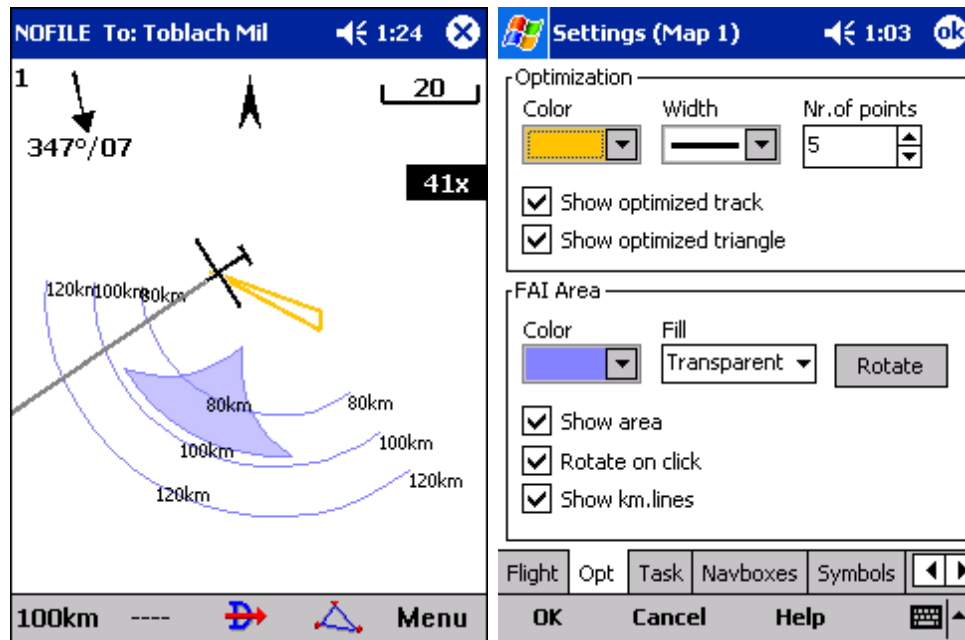 NOFILE To: Toblach Mil 1:24
1
20
347°/07
41x
120km 100km 80km
80km 80km
100km 100km
120km 120km
100km ---- Menu
Settings (Map 1) 1:03 ok
Optimization
Color Width Nr.of points
5
Show optimized track
Show optimized triangle
FAI Area
Color Fill
Transparent Rotate
Show area
Rotate on click
Show km.lines
Flight Opt Task Navboxes Symbols
OK Cancel Help